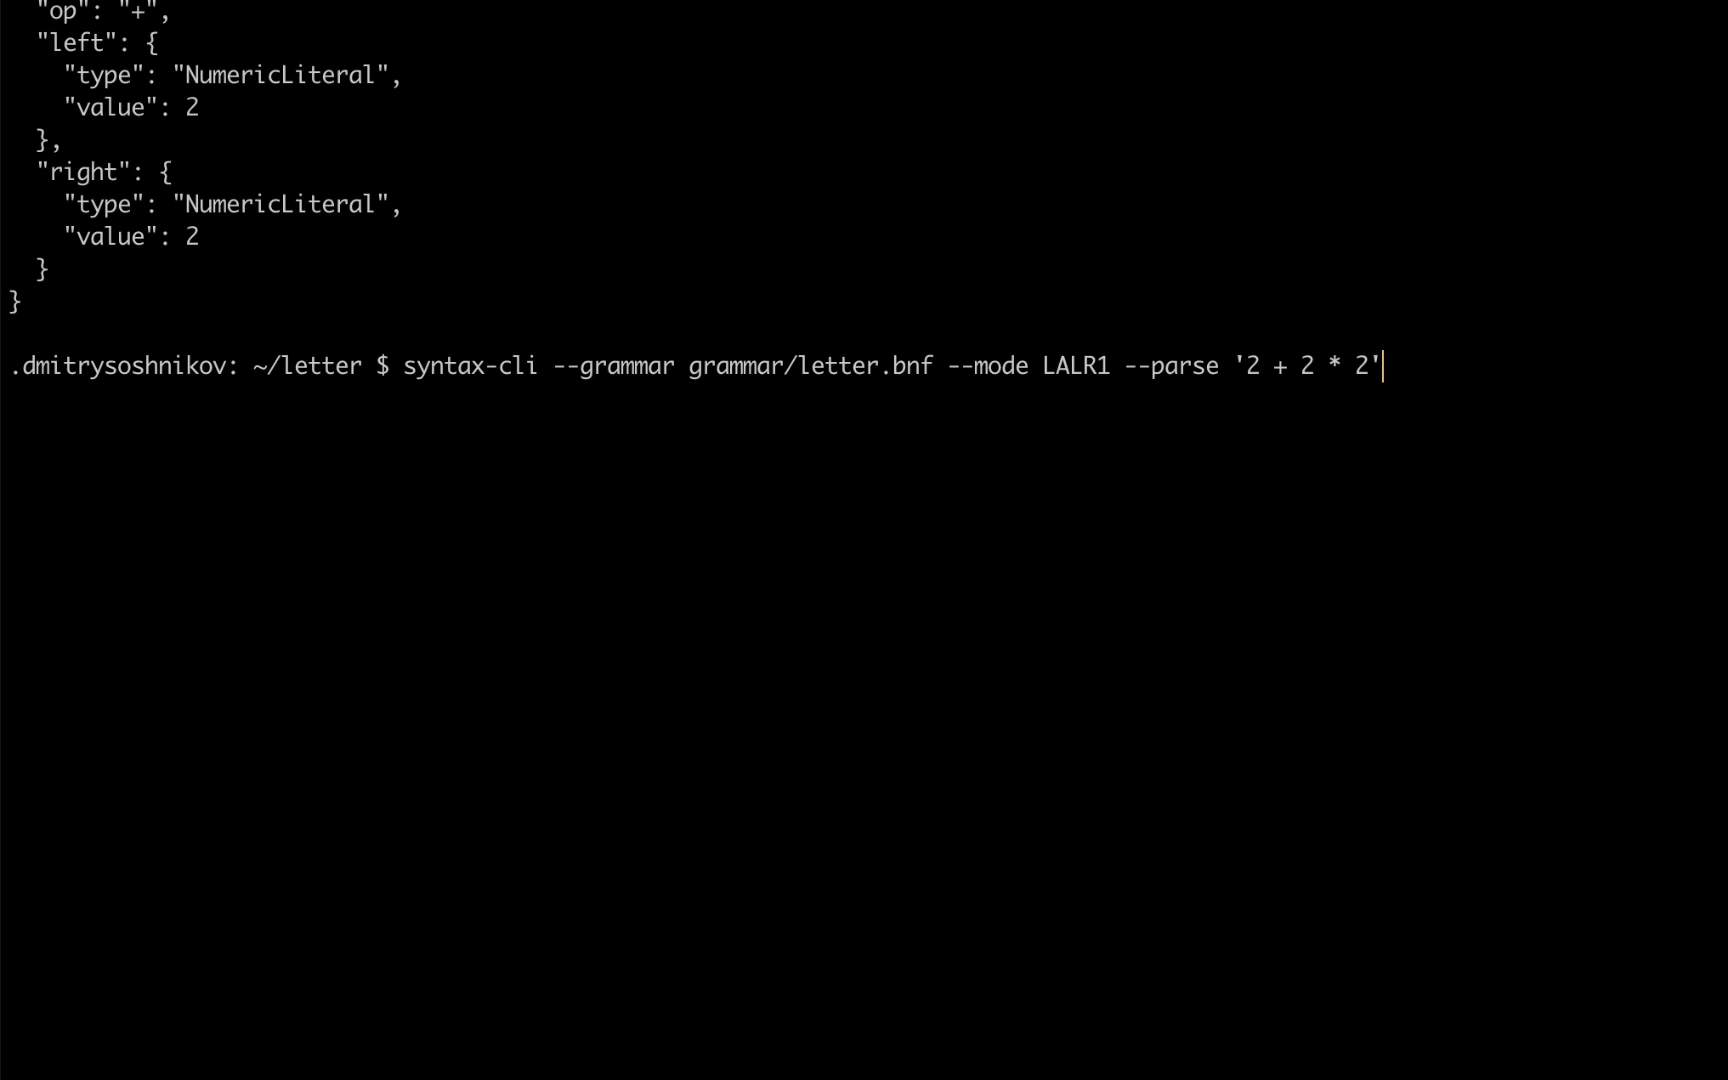 "op": "+",
"left": {
"type": "NumericLiteral",
"value": 2
},
"right": {
"type": "NumericLiteral",
"value": 2
}
}
.dmitrysoshnikov: ~/letter $ syntax-cli --grammar grammar/letter.bnf --mode LALR1 --parse '2 + 2 * 2'